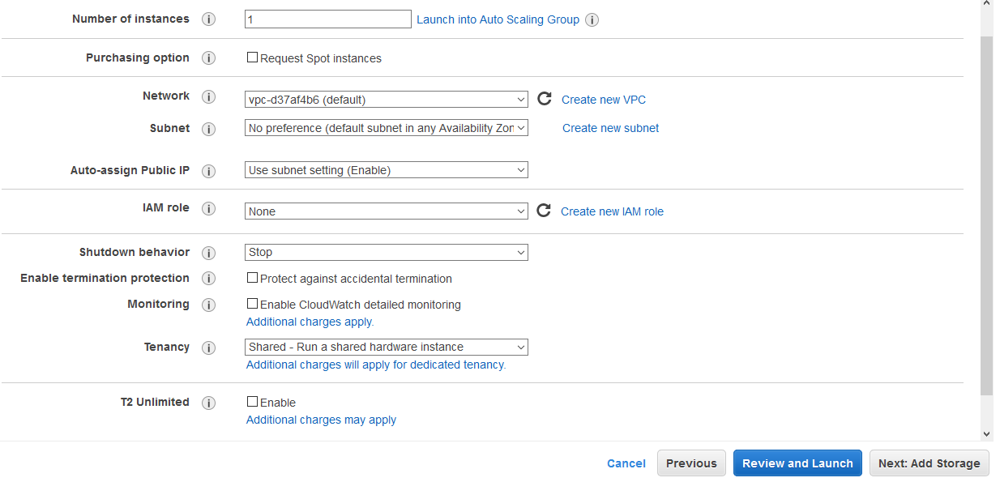 Number of instances i 1 Launch into Auto Scaling Group i
Purchasing option i Request Spot instances
Network i vpc-d37af4b6 (default) Create new VPC
Subnet i No preference (default subnet in any Availability Zon Create new subnet
Auto-assign Public IP i Use subnet setting (Enable)
IAM role i None Create new IAM role
Shutdown behavior i Stop
Enable termination protection i Protect against accidental termination
Monitoring i Enable CloudWatch detailed monitoring
Additional charges apply.
Tenancy i Shared - Run a shared hardware instance
Additional charges will apply for dedicated tenancy.
T2 Unlimited i Enable
Additional charges may apply
Cancel Previous Review and Launch Next: Add Storage